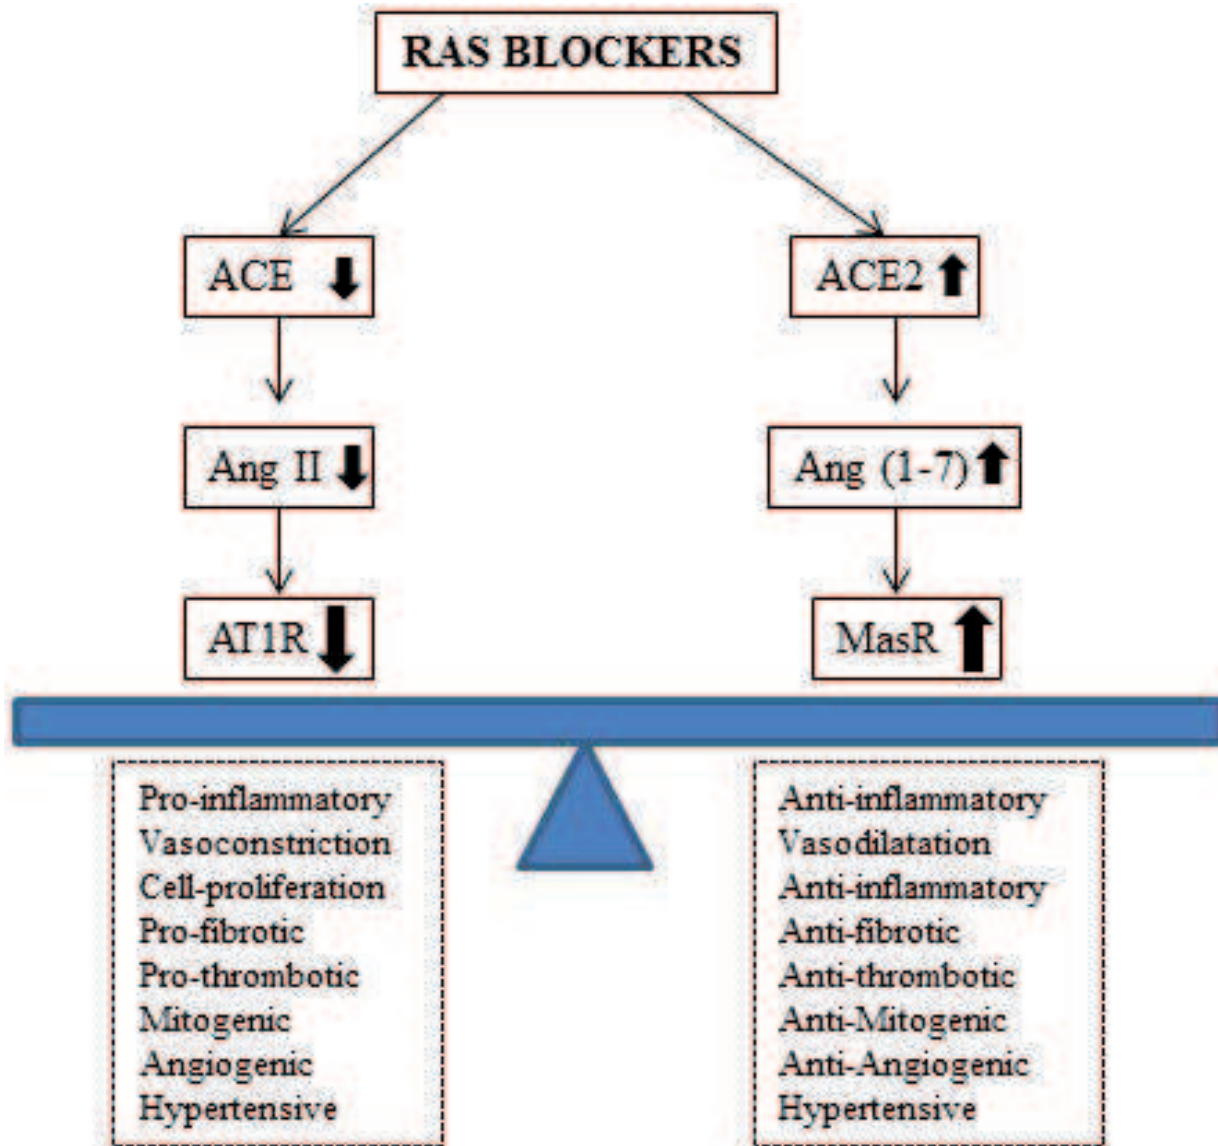 RAS BLOCKERS
ACE
ACE2
Ang II
Ang (1-7)
AT1R
MasR
Pro-inflammatory
Vasoconstriction
Cell-proliferation
Pro-fibrotic
Pro-thrombotic
Mitogenic
Angiogenic
Hypertensive
Anti-inflammatory
Vasodilatation
Anti-inflammatory
Anti-fibrotic
Anti-thrombotic
Anti-Mitogenic
Anti-Angiogenic
Hypertensive